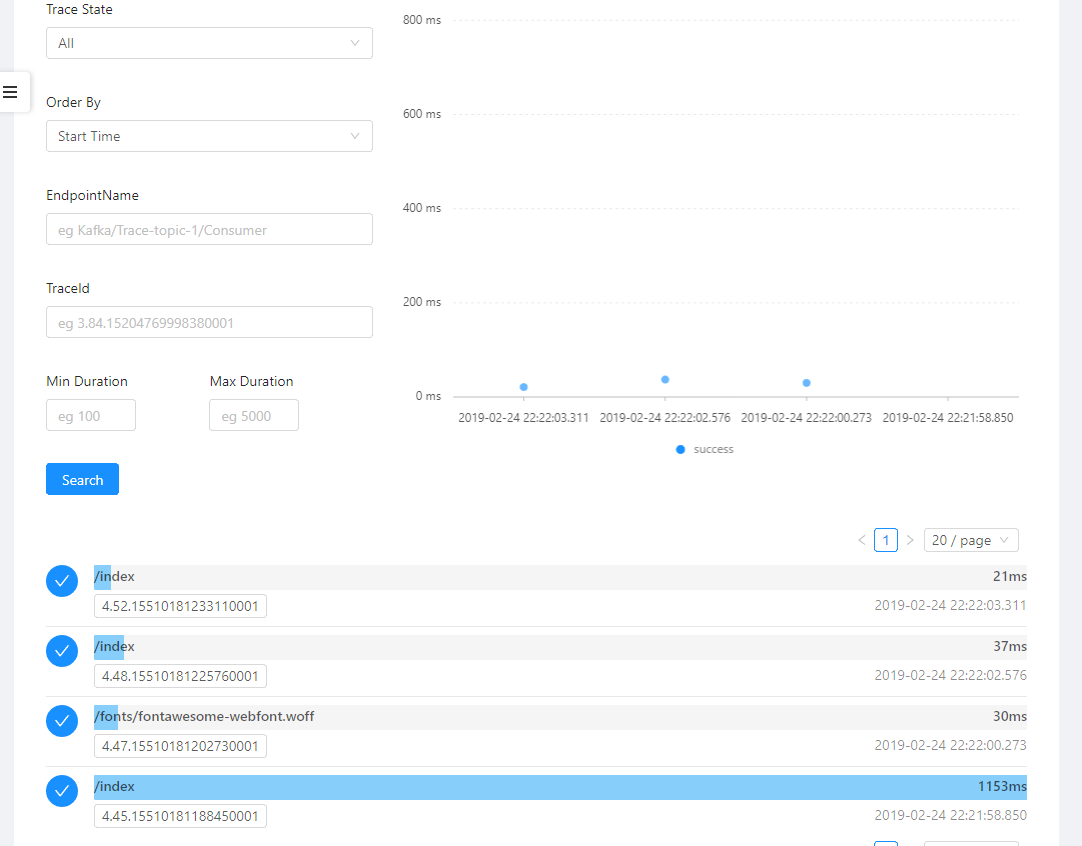 Trace State
All
Order By
Start Time
EndpointName
eg Kafka/Trace-topic-1/Consumer
TraceId
eg 3.84.15204769998380001
Min Duration
Max Duration
eg 100
eg 5000
Search
800 ms
600 ms
400 ms
200 ms
0 ms
2019-02-24 22:22:03.311
2019-02-24 22:22:02.576
2019-02-24 22:22:00.273
2019-02-24 22:21:58.850
success
< 1 > 20 / page
/index 21ms
4.52.15510181233110001 2019-02-24 22:22:03.311
/index 37ms
4.48.15510181225760001 2019-02-24 22:22:02.576
/fonts/fontawesome-webfont.woff 30ms
4.47.15510181202730001 2019-02-24 22:22:00.273
/index 1153ms
4.45.15510181188450001 2019-02-24 22:21:58.850